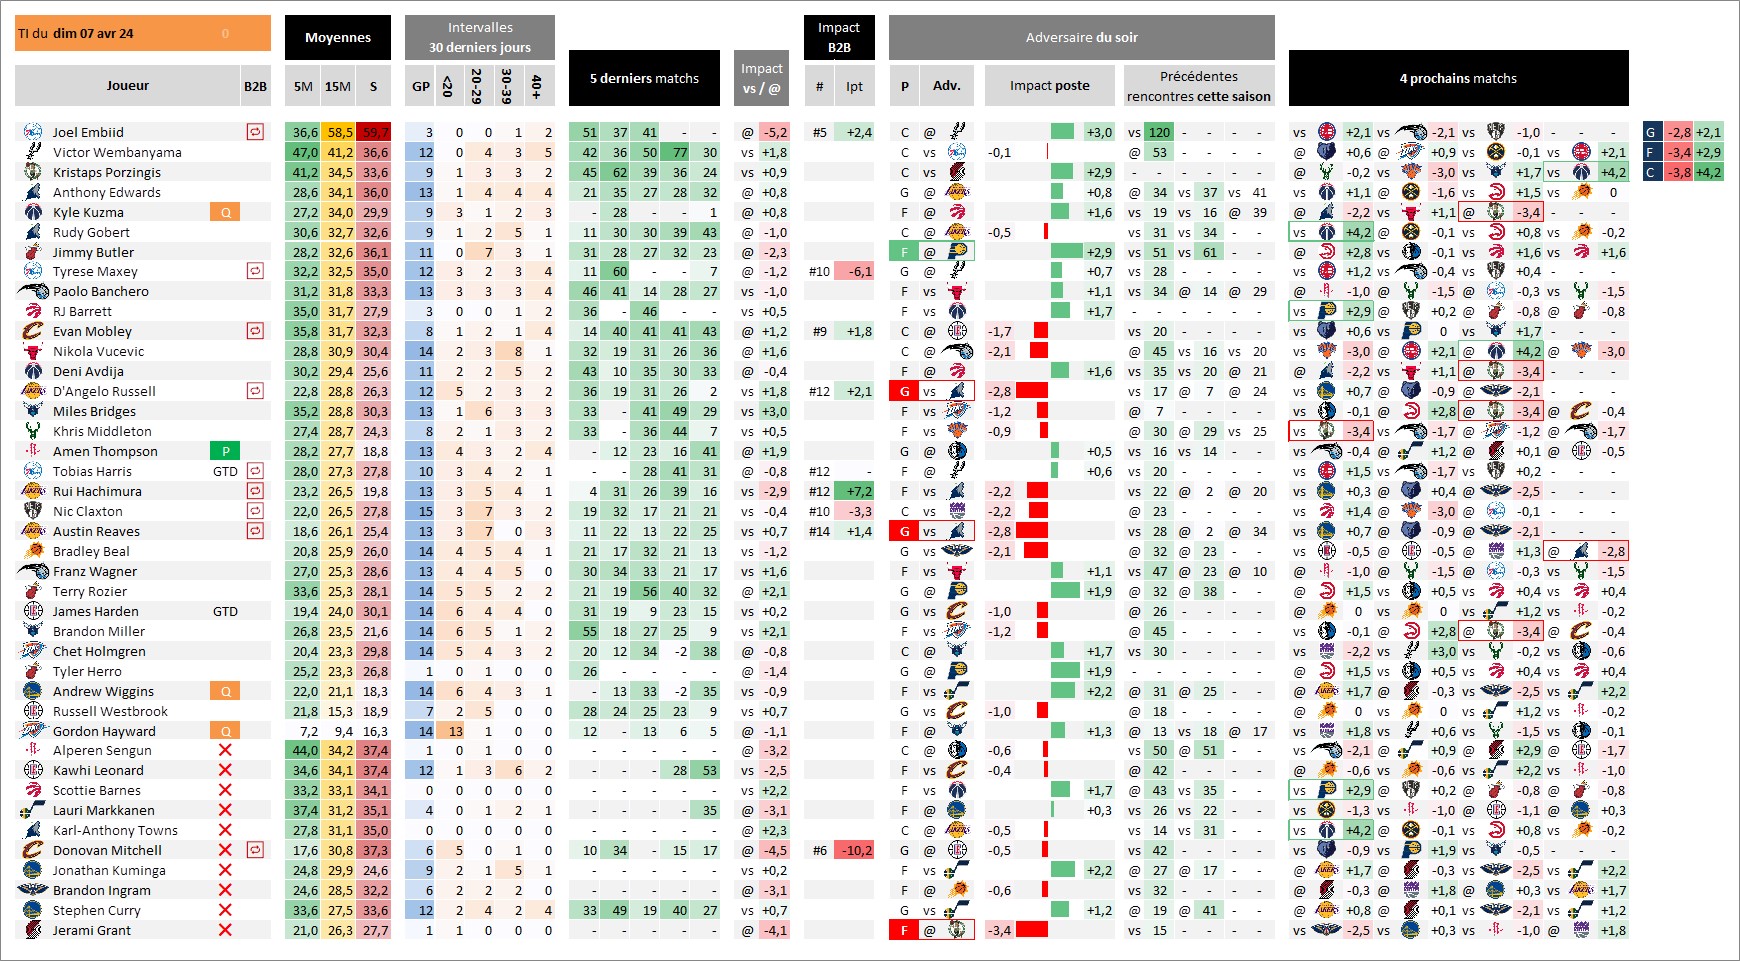 TI du dim 07 avr 24 0
Moyennes
Intervalles
30 derniers jours
5 derniers matchs
Impact
vs / @
Impact
B2B
Adversaire du soir
4 prochains matchs
Joueur B2B 5M 15M S GP <20 20-29 30-39 40+ # Ipt P Adv. Impact poste
Précédentes
rencontres cette saison
Joel Embiid 36,6 58,5 59,7 3 0 0 1 2 51 37 41 - - @ -5,2 #5 +2,4 C @ +3,0 vs 120 - - - - vs +2,1 vs -2,1 vs -1,0 - - - G -2,8 +2,1
Victor Wembanyama 47,0 41,2 36,6 12 0 4 3 5 42 36 50 77 30 vs +1,8 C vs -0,1 @ 53 - - - - @ +0,6 @ +0,9 vs -0,1 vs +2,1 F -3,4 +2,9
Kristaps Porzingis 41,2 34,5 33,6 9 1 3 3 2 45 62 39 36 24 vs +0,9 C vs +2,9 - - - - - - @ -0,2 vs -3,0 vs +1,7 vs +4,2 C -3,8 +4,2
Anthony Edwards 28,6 34,1 36,0 13 1 4 4 4 21 35 27 28 32 @ +0,8 G @ +0,8 @ 34 vs 37 vs 41 vs +1,1 @ -1,6 vs +1,5 vs 0
Kyle Kuzma Q 27,2 34,0 29,9 9 3 1 2 3 - 28 - - 1 @ +0,8 F @ +1,6 vs 19 vs 16 @ 39 @ -2,2 vs +1,1 @ -3,4 - - -
Rudy Gobert 30,6 32,7 32,6 9 1 2 5 1 11 30 30 39 43 @ -1,0 C @ -0,5 vs 31 vs 34 - - vs +4,2 @ -0,1 vs +0,8 vs -0,2
Jimmy Butler 28,2 32,6 36,1 11 0 7 3 1 31 28 27 32 23 @ -2,3 F @ +2,9 vs 51 vs 61 - - @ +2,8 vs -0,1 vs +1,6 vs +1,6
Tyrese Maxey 32,2 32,5 35,0 12 3 2 3 4 11 60 - - 7 @ -1,2 #10 -6,1 G @ +0,7 vs 28 - - - - vs +1,2 vs -0,4 vs +0,4 - - -
Paolo Banchero 31,2 31,8 33,3 13 3 3 3 4 46 41 14 28 27 vs -1,0 F vs +1,1 vs 34 @ 14 @ 29 @ -1,0 @ -1,5 @ -0,3 vs -1,5
RJ Barrett 35,0 31,7 27,9 3 0 0 1 2 36 - 46 - - vs +0,5 F vs +1,7 - - - - - - vs +2,9 @ +0,2 @ -0,8 @ -0,8
Evan Mobley 35,8 31,7 32,3 8 1 2 1 4 14 40 41 41 43 @ +1,2 #9 +1,8 C @ -1,7 vs 20 - - - - vs +0,6 vs 0 vs +1,7 - - -
Nikola Vucevic 28,8 30,9 30,4 14 2 3 8 1 32 19 31 26 36 @ +1,6 C @ -2,1 @ 45 vs 16 vs 20 vs -3,0 @ +2,1 @ +4,2 @ -3,0
Deni Avdija 30,2 29,4 25,6 11 2 2 5 2 43 10 35 30 33 @ -0,4 F @ +1,6 vs 35 vs 20 @ 21 @ -2,2 vs +1,1 @ -3,4 - - -
D'Angelo Russell 22,8 28,8 26,3 12 5 2 3 2 36 19 31 26 2 vs +1,8 #12 +2,1 G vs -2,8 vs 17 @ 7 @ 24 vs +0,7 @ -0,9 @ -2,1 - - -
Miles Bridges 35,2 28,8 30,3 13 1 6 3 3 33 - 41 49 29 vs +3,0 F vs -1,2 @ 7 - - - - vs -0,1 @ +2,8 @ -3,4 @ -0,4
Khris Middleton 27,4 28,7 24,3 8 2 1 3 2 33 - 36 44 7 vs +0,5 F vs -0,9 @ 30 @ 29 vs 25 vs -3,4 vs -1,7 @ -1,2 @ -1,7
Amen Thompson P 28,2 27,7 18,8 13 4 3 2 4 - 12 23 16 41 @ +1,9 G @ +0,5 vs 16 vs 14 - - vs -0,4 @ +1,2 @ +0,1 @ -0,5
Tobias Harris GTD 28,0 27,3 27,8 10 3 4 2 1 - - 28 41 31 @ -0,8 #12 - F @ +0,6 vs 20 - - - - vs +1,5 vs -1,7 vs +0,2 - - -
Rui Hachimura 23,2 26,5 19,8 13 3 5 4 1 4 31 26 39 16 vs -2,9 #12 +7,2 F vs -2,2 vs 22 @ 2 @ 20 vs +0,3 @ +0,4 @ -2,5 - - -
Nic Claxton 22,0 26,5 27,8 15 3 7 3 2 19 32 17 21 21 vs -0,4 #10 -3,3 C vs -2,2 @ 23 - - - - vs +1,4 @ -3,0 @ -0,1 - - -
Austin Reaves 18,6 26,1 25,4 13 3 7 0 3 11 22 13 22 25 vs +0,7 #14 +1,4 G vs -2,8 vs 28 @ 2 @ 34 vs +0,7 @ -0,9 @ -2,1 - - -
Bradley Beal 20,8 25,9 26,0 14 4 5 4 1 21 17 32 21 13 vs -1,2 G vs -2,1 @ 32 @ 23 - - vs -0,5 @ -0,5 @ +1,3 @ -2,8
Franz Wagner 27,0 25,3 28,6 13 4 4 5 0 30 34 33 21 17 vs -1,6 F vs +1,1 vs 47 @ 23 @ 10 @ -1,0 @ -1,5 @ -0,3 vs -1,5
Terry Rozier 33,6 25,3 28,1 14 4 5 3 2 21 19 56 40 32 @ +2,1 G @ +1,9 @ 32 @ 38 - - @ +1,5 vs +0,5 vs +0,4 vs +0,4
James Harden GTD 19,4 24,0 30,1 14 6 4 4 0 31 19 9 23 15 vs +0,2 G vs -1,0 @ 26 - - - - @ 0 vs 0 vs +1,2 vs -0,2
Brandon Miller 26,8 23,5 21,6 14 6 5 1 2 55 18 27 25 9 vs +2,1 F vs -1,2 @ 45 - - - - vs -0,1 @ +2,8 @ -3,4 @ -0,4
Chet Holmgren 20,4 23,3 29,8 14 5 4 3 2 20 12 34 -2 38 @ -0,8 C @ +1,7 vs 30 - - - - vs -2,2 vs +3,0 vs -0,2 vs -0,6
Tyler Herro 25,2 23,3 26,8 1 0 1 0 0 26 - - - - @ -1,4 G @ +1,9 - - - - - - @ +1,5 vs +0,5 vs +0,4 vs +0,4
Andrew Wiggins Q 22,0 21,1 18,3 14 6 4 3 1 - 13 33 -2 35 vs -0,9 F vs +2,2 @ 31 @ 25 - - @ +1,7 @ -0,3 vs -2,5 vs +2,2
Russell Westbrook 21,8 15,3 18,9 7 2 5 0 0 28 24 25 23 9 vs +0,7 G vs -1,0 @ 18 - - - - @ 0 vs 0 vs +1,2 vs -0,2
Gordon Hayward Q 7,2 9,4 16,3 14 13 1 0 0 12 - 13 6 5 @ -1,1 F @ +1,3 vs 13 vs 18 @ 17 vs +1,8 vs +0,6 vs -1,5 vs -0,1
Alperen Sengun 44,0 34,2 37,4 1 0 1 0 0 - - - - - @ -3,2 C @ -0,6 vs 50 @ 51 - - vs -2,1 @ +0,9 @ +2,9 @ -1,7
Kawhi Leonard 34,6 34,1 37,4 12 1 3 6 2 - - - 28 53 vs -2,5 F vs -0,4 @ 42 - - - - @ -0,6 vs -0,6 vs +2,2 vs -1,0
Scottie Barnes 33,2 33,1 34,1 0 0 0 0 0 - - - - - vs +2,2 F vs +1,7 @ 43 vs 35 - - vs +2,9 @ +0,2 @ -0,8 @ -0,8
Lauri Markkanen 37,4 31,2 35,1 4 0 1 2 1 - - - - 35 @ -3,1 F @ +0,3 vs 26 vs 22 - - vs -1,3 vs -1,0 @ -1,1 @ +0,3
Karl-Anthony Towns 27,8 31,1 35,0 0 0 0 0 0 - - - - - @ +2,3 C @ -0,5 vs 14 vs 31 - - vs +4,2 @ -0,1 vs +0,8 vs -0,2
Donovan Mitchell 17,6 30,8 37,3 6 5 0 1 0 10 34 - 15 17 @ -4,5 #6 -10,2 G @ -0,5 vs 42 - - - - vs -0,9 vs +1,9 vs -0,5 - - -
Jonathan Kuminga 24,8 29,9 24,6 9 2 1 5 1 - - - - - vs +0,2 F vs +2,2 @ 27 @ 17 - - @ +1,7 @ -0,3 vs -2,5 vs +2,2
Brandon Ingram 24,6 28,5 32,2 6 2 2 2 0 - - - - - @ -3,1 F @ -0,6 vs 32 - - - - @ -0,3 @ +1,8 @ +0,3 @ +1,7
Stephen Curry 33,6 27,5 33,6 12 2 4 2 4 33 49 19 40 27 vs +0,7 G vs +1,2 @ 19 @ 41 - - @ +0,8 @ +0,1 vs -2,1 vs +1,2
Jerami Grant 21,0 26,3 27,7 1 1 0 0 0 - - - - - @ -4,1 F @ -3,4 vs 15 - - - - vs -2,5 vs +0,3 vs -1,0 @ +1,8